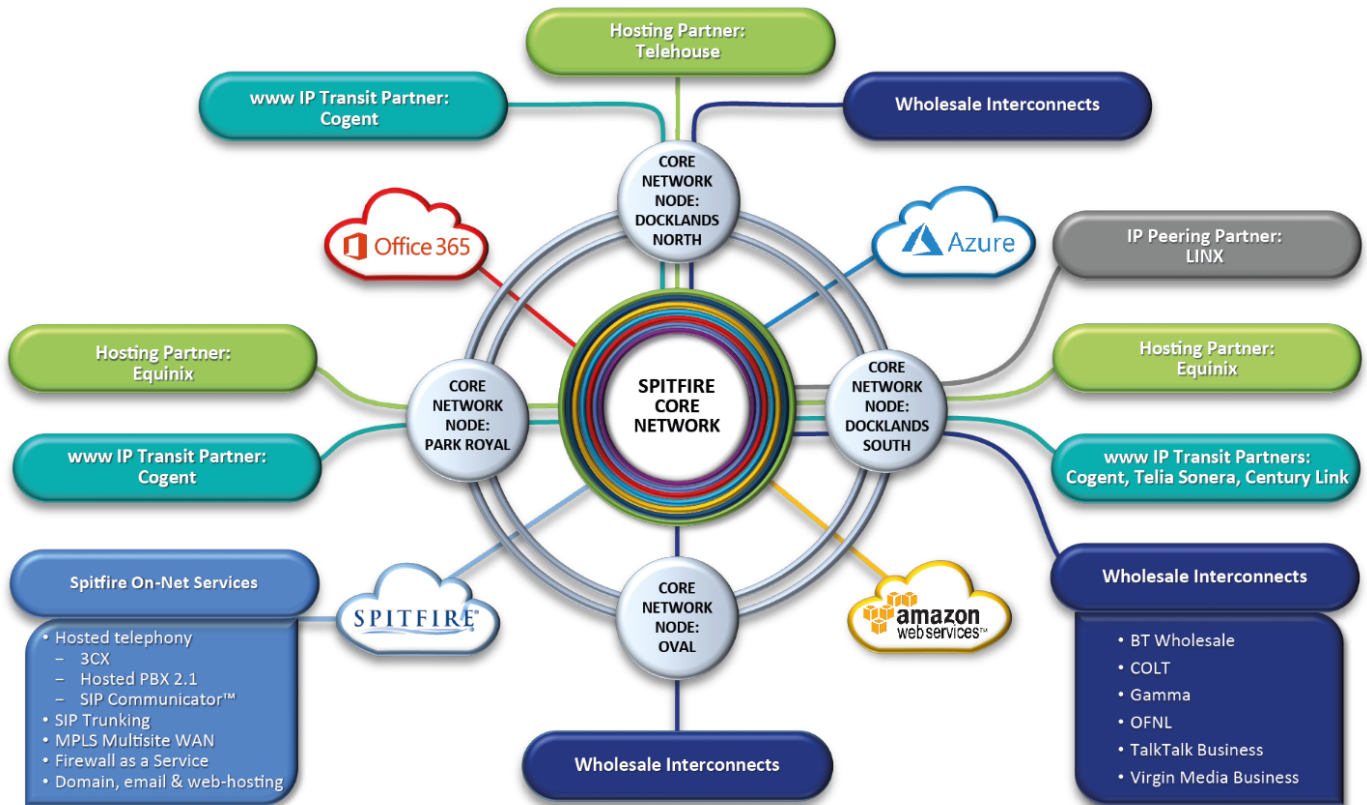 Hosting Partner:
Telehouse
www IP Transit Partner:
Cogent
Wholesale Interconnects
CORE
NETWORK
NODE:
DOCKLANDS
NORTH
Office 365
Azure
IP Peering Partner:
LINX
Hosting Partner:
Equinix
CORE
NETWORK
NODE:
PARK ROYAL
SPITFIRE
CORE
NETWORK
CORE
NETWORK
NODE:
DOCKLANDS
SOUTH
Hosting Partner:
Equinix
www IP Transit Partner:
Cogent
www IP Transit Partners:
Cogent, Telia Sonera, Century Link
Spitfire On-Net Services
• Hosted telephony
– 3CX
– Hosted PBX 2.1
– SIP Communicator™
• SIP Trunking
• MPLS Multisite WAN
• Firewall as a Service
• Domain, email & web-hosting
SPITFIRE®
CORE
NETWORK
NODE:
OVAL
amazon
webservices™
Wholesale Interconnects
• BT Wholesale
• COLT
• Gamma
• OFNL
• TalkTalk Business
• Virgin Media Business
Wholesale Interconnects